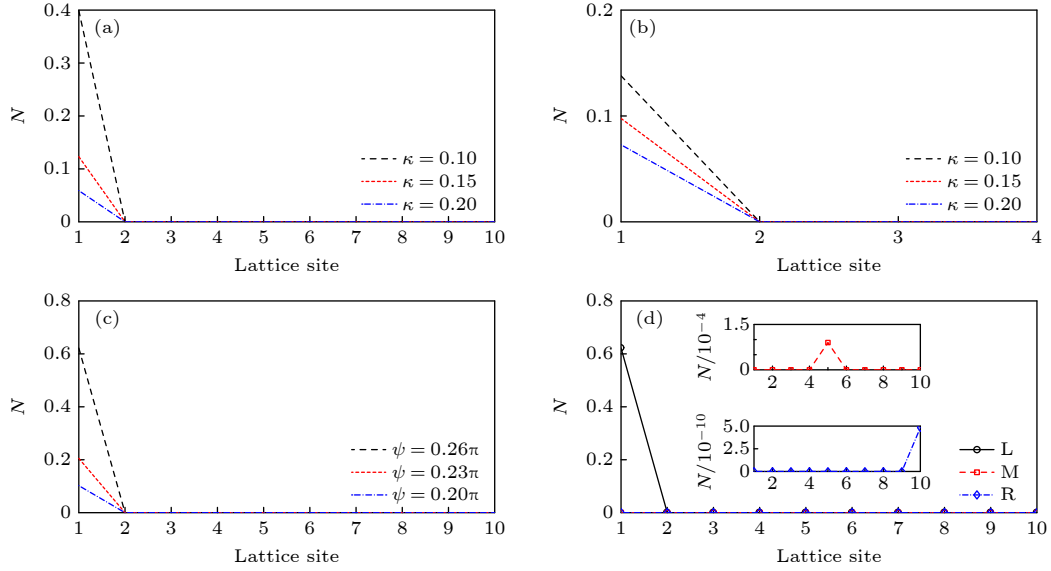 (a)
0.4
0.3
0.2
0.1
0
N
κ = 0.10
κ = 0.15
κ = 0.20
1 2 3 4 5 6 7 8 9 10
Lattice site
(b)
0.2
0.1
0
N
κ = 0.10
κ = 0.15
κ = 0.20
1 2 3 4
Lattice site
(c)
0.8
0.6
0.4
0.2
0
N
ψ = 0.26π
ψ = 0.23π
ψ = 0.20π
1 2 3 4 5 6 7 8 9 10
Lattice site
(d)
0.8
0.6
0.4
0.2
0
N
1.5
0
N/10⁻⁴
2 4 6 8 10
5.0
2.5
0
N/10⁻¹⁰
2 4 6 8 10
L
M
R
1 2 3 4 5 6 7 8 9 10
Lattice site